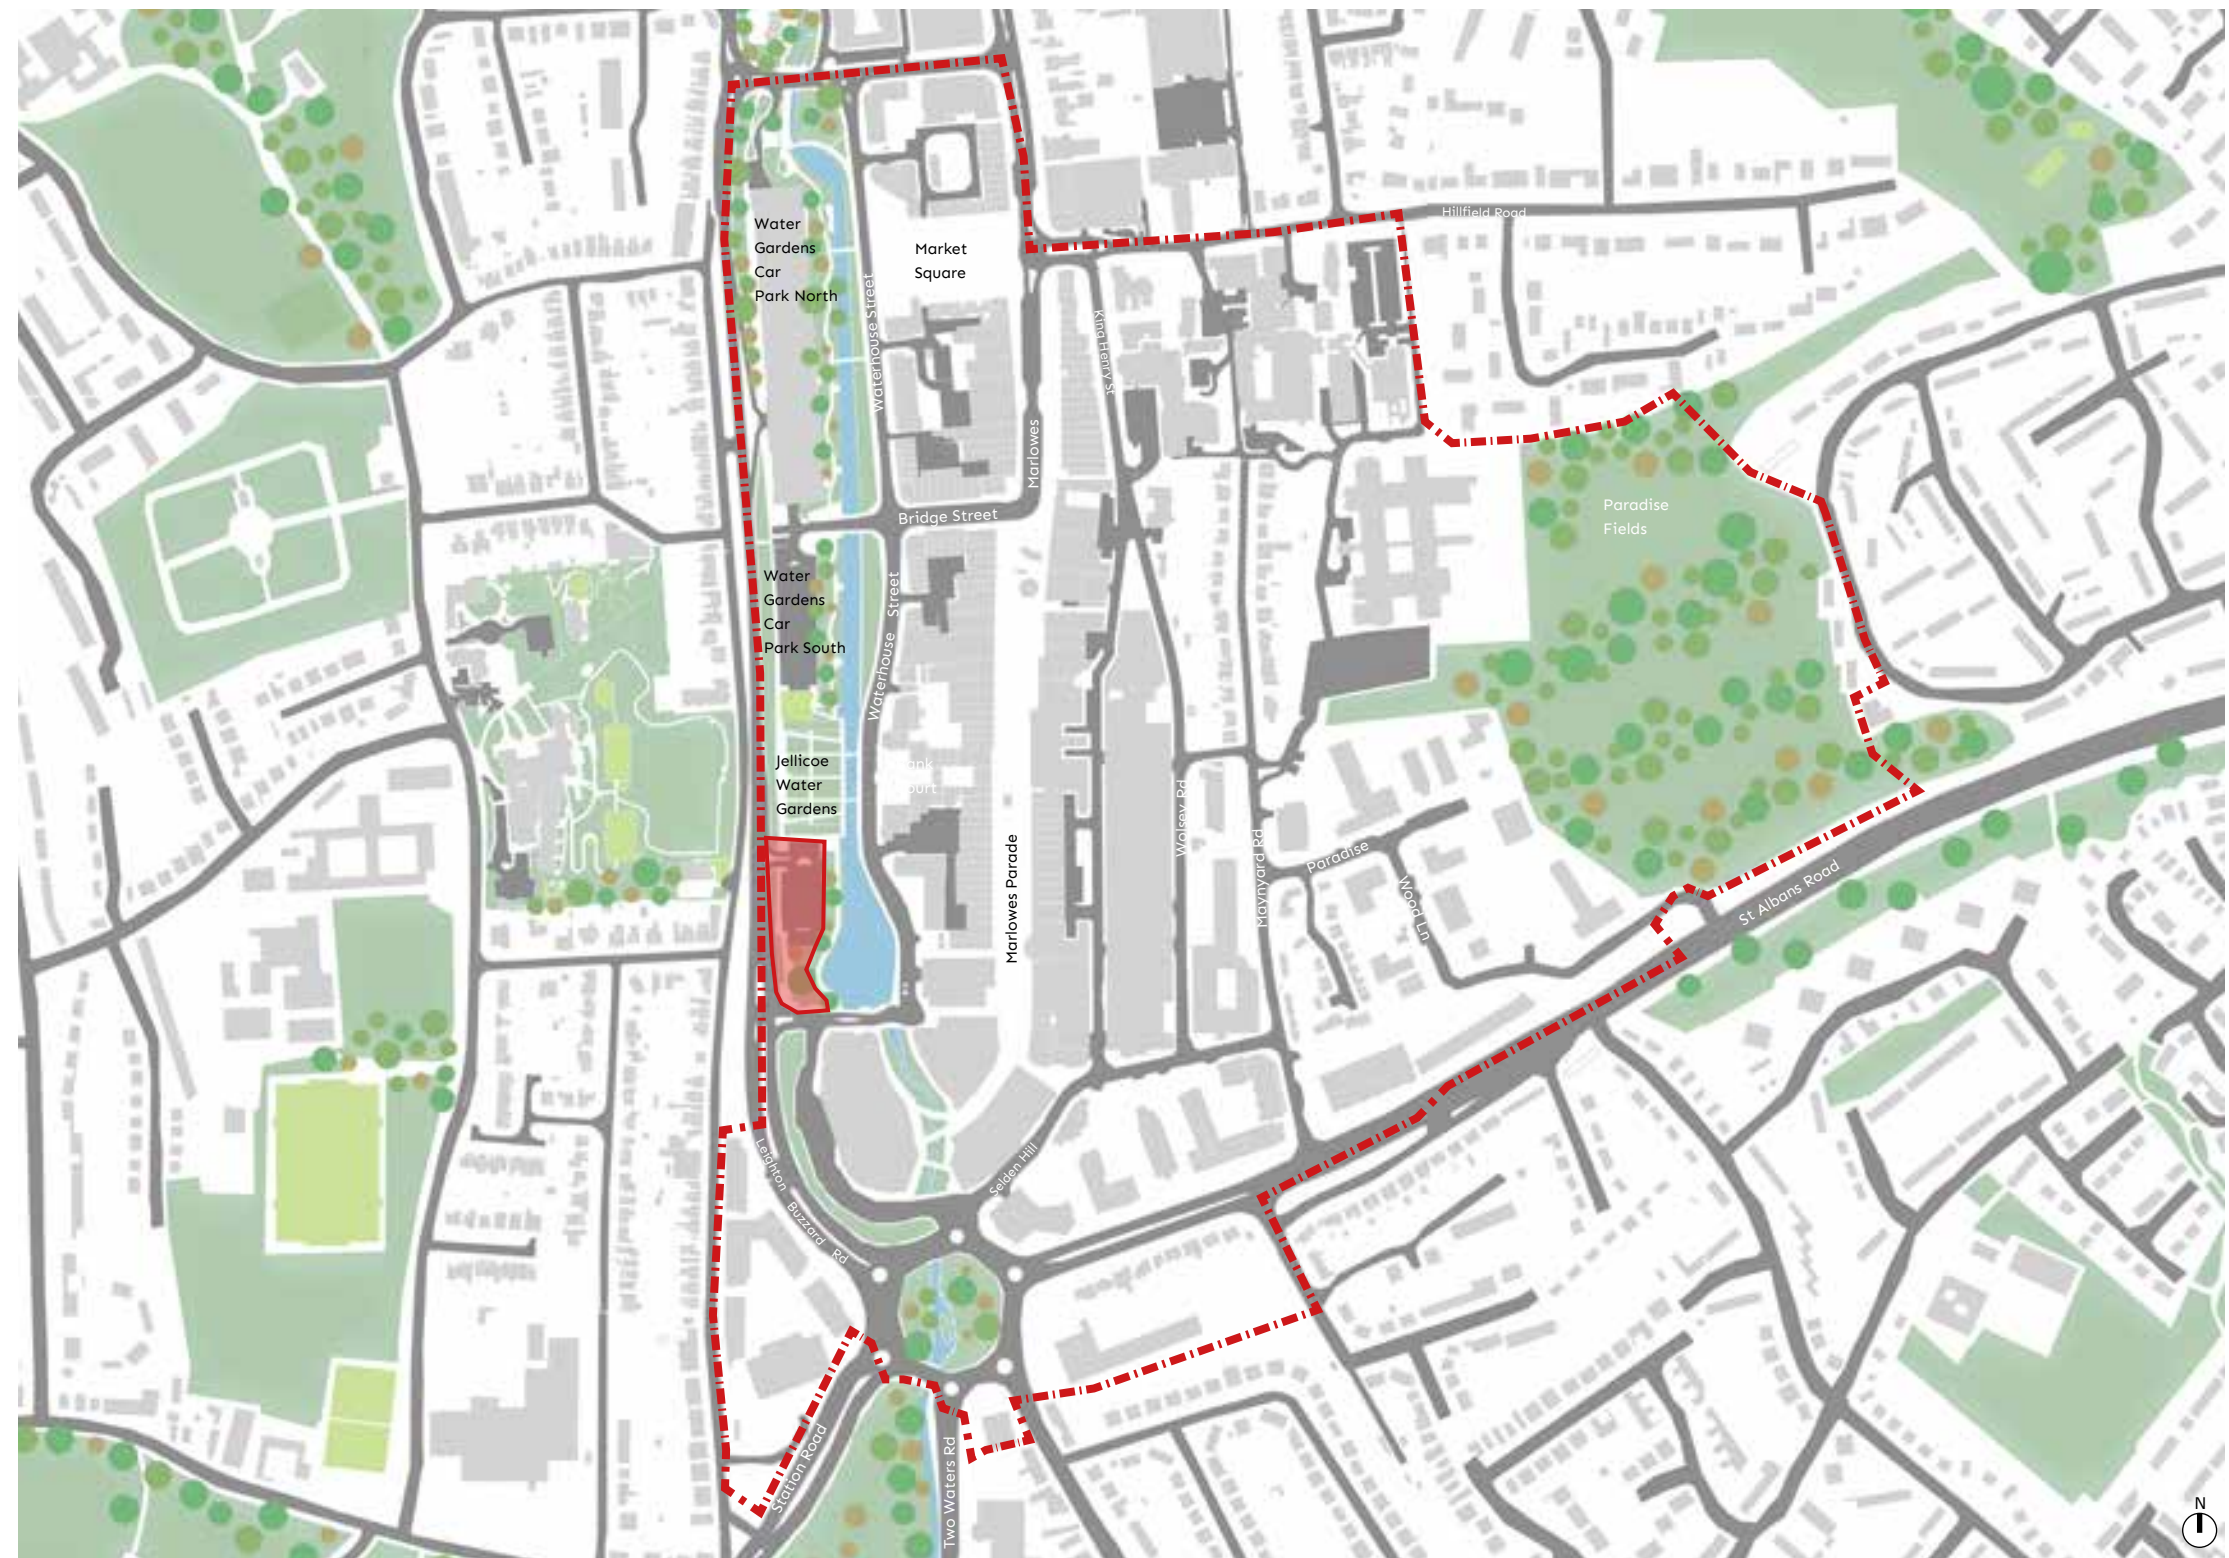 Hillfield Road
Water
Gardens
Car
Park North
Market
Square
Waterhouse Street
King Henry St
Marlowes
Bridge Street
Paradise
Fields
Water
Gardens
Car
Park South
Waterhouse Street
Jellicoe
Water
Gardens
Marlowes Parade
Wolsey Rd
Maynyard Rd
Paradise
Wood Ln
St Albans Road
Leighton Buzzard Rd
Selden Hill
Station Road
Two Waters Rd
N